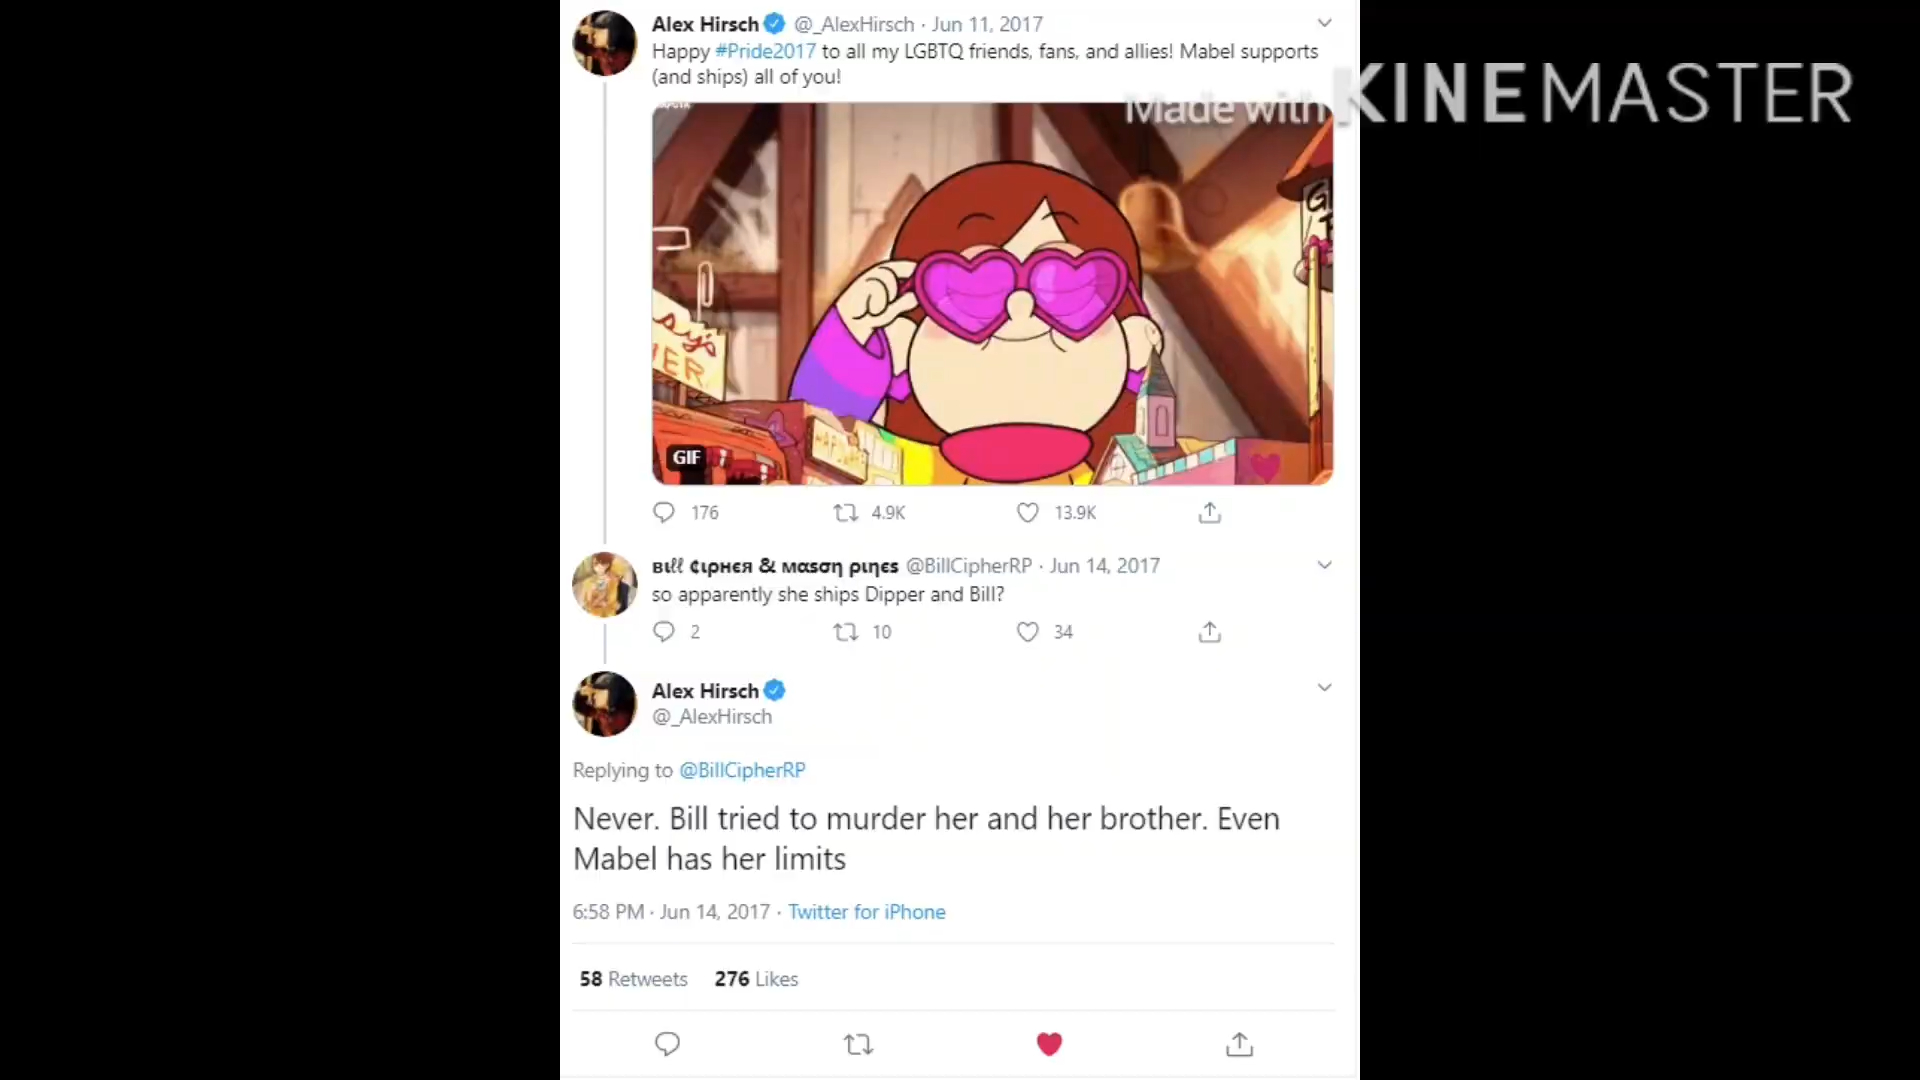 Alex Hirsch @_AlexHirsch · Jun 11, 2017
Happy #Pride2017 to all my LGBTQ friends, fans, and allies! Mabel supports
(and ships) all of you!
Made with KINEMASTER
GIF
176 4.9K 13.9K
вιℓℓ ¢ιρнєя & мαѕση ριηєѕ @BillCipherRP · Jun 14, 2017
so apparently she ships Dipper and Bill?
2 10 34
Alex Hirsch
@_AlexHirsch
Replying to @BillCipherRP
Never. Bill tried to murder her and her brother. Even
Mabel has her limits
6:58 PM · Jun 14, 2017 · Twitter for iPhone
58 Retweets 276 Likes